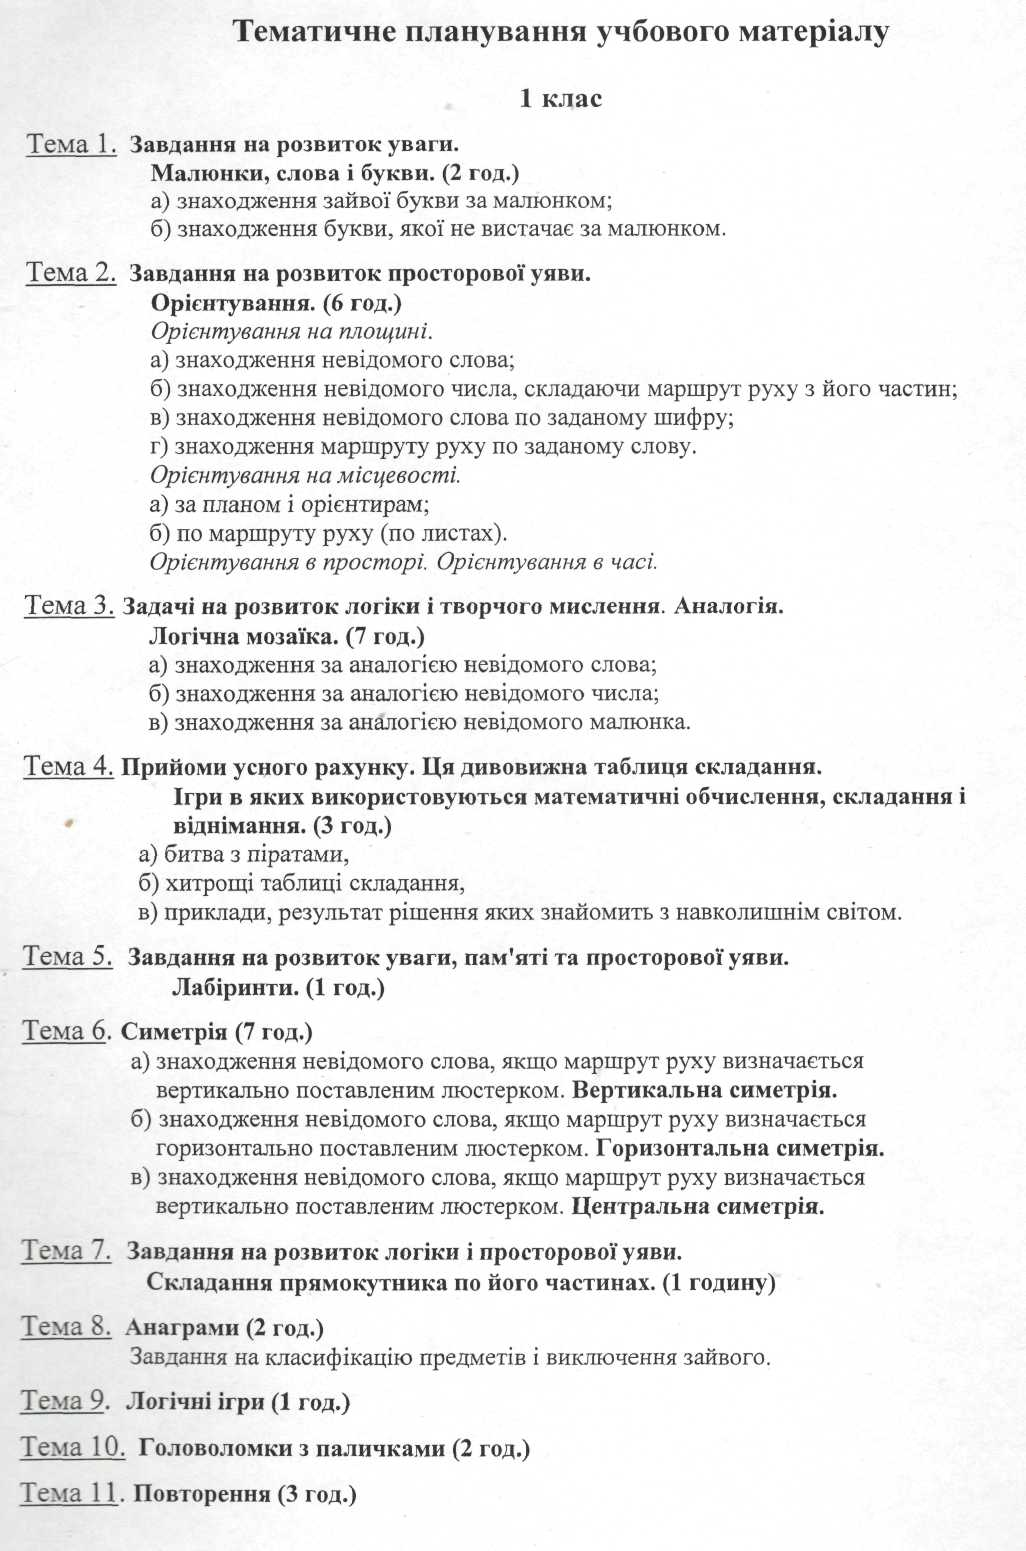 Тематичне планування учбового матеріалу
1 клас
Тема 1. Завдання на розвиток уваги.
Малюнки, слова і букви. (2 год.)
а) знаходження зайвої букви за малюнком;
б) знаходження букви, якої не вистачає за малюнком.
Тема 2. Завдання на розвиток просторової уяви.
Орієнтування. (6 год.)
Орієнтування на площині.
а) знаходження невідомого слова;
б) знаходження невідомого числа, складаючи маршрут руху з його частин;
в) знаходження невідомого слова по заданому шифру;
г) знаходження маршруту руху по заданому слову.
Орієнтування на місцевості.
а) за планом і орієнтирам;
б) по маршруту руху (по листах).
Орієнтування в просторі. Орієнтування в часі.
Тема 3. Задачі на розвиток логіки і творчого мислення. Аналогія.
Логічна мозаїка. (7 год.)
а) знаходження за аналогією невідомого слова;
б) знаходження за аналогією невідомого числа;
в) знаходження за аналогією невідомого малюнка.
Тема 4. Прийоми усного рахунку. Ця дивовижна таблиця складання.
Ігри в яких використовуються математичні обчислення, складання і
віднімання. (3 год.)
а) битва з піратами,
б) хитрощі таблиці складання,
в) приклади, результат рішення яких знайомить з навколишнім світом.
Тема 5. Завдання на розвиток уваги, пам'яті та просторової уяви.
Лабіринти. (1 год.)
Тема 6. Симетрія (7 год.)
а) знаходження невідомого слова, якщо маршрут руху визначається
вертикально поставленим люстерком. Вертикальна симетрія.
б) знаходження невідомого слова, якщо маршрут руху визначається
горизонтально поставленим люстерком. Горизонтальна симетрія.
в) знаходження невідомого слова, якщо маршрут руху визначається
вертикально поставленим люстерком. Центральна симетрія.
Тема 7. Завдання на розвиток логіки і просторової уяви.
Складання прямокутника по його частинах. (1 годину)
Тема 8. Анаграми (2 год.)
Завдання на класифікацію предметів і виключення зайвого.
Тема 9. Логічні ігри (1 год.)
Тема 10. Головоломки з паличками (2 год.)
Тема 11. Повторення (3 год.)